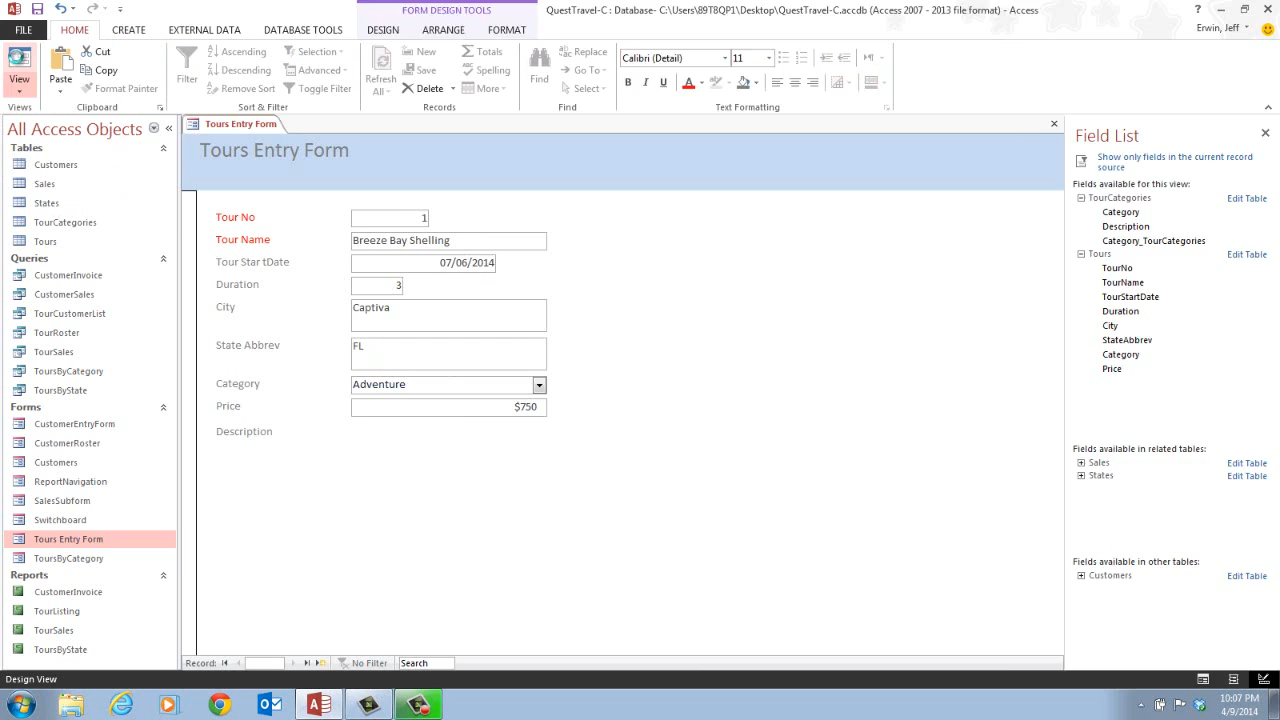 FORM DESIGN TOOLS
QuestTravel-C : Database- C:\Users\B9T8QP1\Desktop\QuestTravel-C.accdb (Access 2007 - 2013 file format) - Access
FILE HOME CREATE EXTERNAL DATA DATABASE TOOLS DESIGN ARRANGE FORMAT
Erwin, Jeff
View
Views
Paste
Cut
Copy
Format Painter
Clipboard
Filter
Ascending
Descending
Remove Sort
Selection
Advanced
Toggle Filter
Sort & Filter
Refresh
All
New
Save
Delete
Totals
Spelling
More
Records
Find
Replace
Go To
Select
Find
Calibri (Detail) 11
B I U A
Text Formatting
All Access Objects
Tables
Customers
Sales
States
TourCategories
Tours
Queries
CustomerInvoice
CustomerSales
TourCustomerList
TourRoster
TourSales
ToursByCategory
ToursByState
Forms
CustomerEntryForm
CustomerRoster
Customers
ReportNavigation
SalesSubform
Switchboard
Tours Entry Form
ToursByCategory
Reports
CustomerInvoice
TourListing
TourSales
ToursByState
Tours Entry Form
Tours Entry Form
Tour No 1
Tour Name Breeze Bay Shelling
Tour Star tDate 07/06/2014
Duration 3
City Captiva
State Abbrev FL
Category Adventure
Price $750
Description
Record: No Filter Search
Field List
Show only fields in the current record
source
Fields available for this view:
TourCategories Edit Table
Category
Description
Category_TourCategories
Tours Edit Table
TourNo
TourName
TourStartDate
Duration
City
StateAbbrev
Category
Price
Fields available in related tables:
Sales Edit Table
States Edit Table
Fields available in other tables:
Customers Edit Table
Design View
10:07 PM
4/9/2014